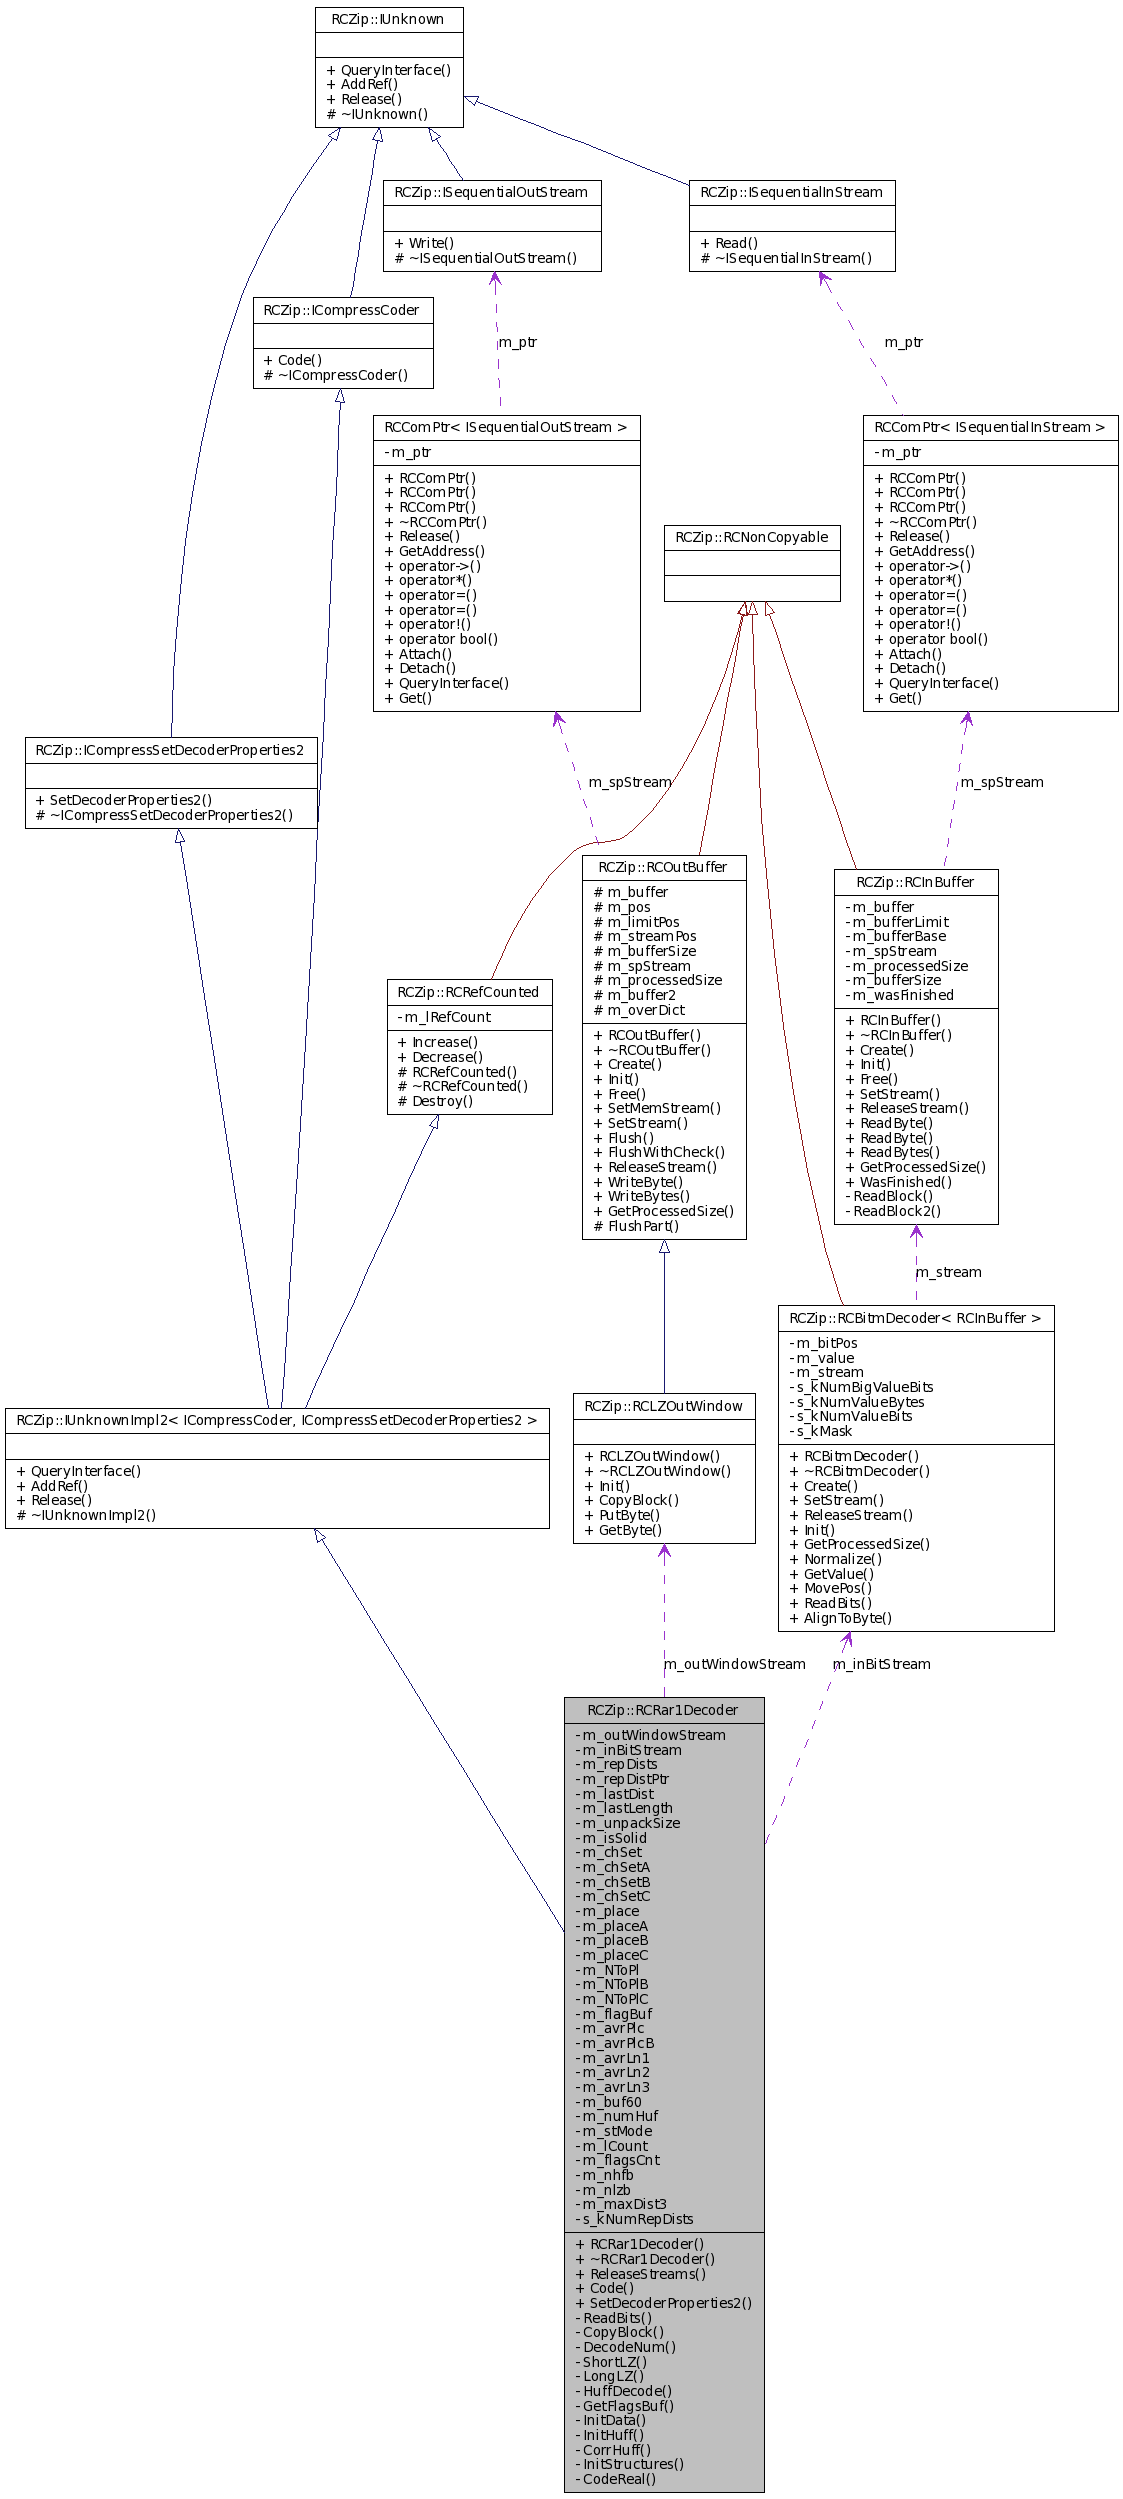 RCZip::IUnknown
+ QueryInterface()
+ AddRef()
+ Release()
# ~IUnknown()
RCZip::ISequentialOutStream
+ Write()
# ~ISequentialOutStream()
RCZip::ISequentialInStream
+ Read()
# ~ISequentialInStream()
RCZip::ICompressCoder
+ Code()
# ~ICompressCoder()
m_ptr
m_ptr
RCComPtr< ISequentialOutStream >
- m_ptr
+ RCComPtr()
+ RCComPtr()
+ RCComPtr()
+ ~RCComPtr()
+ Release()
+ GetAddress()
+ operator->()
+ operator*()
+ operator=()
+ operator=()
+ operator!()
+ operator bool()
+ Attach()
+ Detach()
+ QueryInterface()
+ Get()
RCComPtr< ISequentialInStream >
- m_ptr
+ RCComPtr()
+ RCComPtr()
+ RCComPtr()
+ ~RCComPtr()
+ Release()
+ GetAddress()
+ operator->()
+ operator*()
+ operator=()
+ operator=()
+ operator!()
+ operator bool()
+ Attach()
+ Detach()
+ QueryInterface()
+ Get()
RCZip::RCNonCopyable
RCZip::ICompressSetDecoderProperties2
+ SetDecoderProperties2()
# ~ICompressSetDecoderProperties2()
m_spStream
m_spStream
RCZip::RCOutBuffer
# m_buffer
# m_pos
# m_limitPos
# m_streamPos
# m_bufferSize
# m_spStream
# m_processedSize
# m_buffer2
# m_overDict
+ RCOutBuffer()
+ ~RCOutBuffer()
+ Create()
+ Init()
+ Free()
+ SetMemStream()
+ SetStream()
+ Flush()
+ FlushWithCheck()
+ ReleaseStream()
+ WriteByte()
+ WriteBytes()
+ GetProcessedSize()
# FlushPart()
RCZip::RCInBuffer
- m_buffer
- m_bufferLimit
- m_bufferBase
- m_spStream
- m_processedSize
- m_bufferSize
- m_wasFinished
+ RCInBuffer()
+ ~RCInBuffer()
+ Create()
+ Init()
+ Free()
+ SetStream()
+ ReleaseStream()
+ ReadByte()
+ ReadByte()
+ ReadBytes()
+ GetProcessedSize()
+ WasFinished()
- ReadBlock()
- ReadBlock2()
RCZip::RCRefCounted
- m_lRefCount
+ Increase()
+ Decrease()
# RCRefCounted()
# ~RCRefCounted()
# Destroy()
m_stream
RCZip::RCBitmDecoder< RCInBuffer >
- m_bitPos
- m_value
- m_stream
- s_kNumBigValueBits
- s_kNumValueBytes
- s_kNumValueBits
- s_kMask
+ RCBitmDecoder()
+ ~RCBitmDecoder()
+ Create()
+ SetStream()
+ ReleaseStream()
+ Init()
+ GetProcessedSize()
+ Normalize()
+ GetValue()
+ MovePos()
+ ReadBits()
+ AlignToByte()
RCZip::RCLZOutWindow
+ RCLZOutWindow()
+ ~RCLZOutWindow()
+ Init()
+ CopyBlock()
+ PutByte()
+ GetByte()
RCZip::IUnknownImpl2< ICompressCoder, ICompressSetDecoderProperties2 >
+ QueryInterface()
+ AddRef()
+ Release()
# ~IUnknownImpl2()
m_outWindowStream
m_inBitStream
RCZip::RCRar1Decoder
- m_outWindowStream
- m_inBitStream
- m_repDists
- m_repDistPtr
- m_lastDist
- m_lastLength
- m_unpackSize
- m_isSolid
- m_chSet
- m_chSetA
- m_chSetB
- m_chSetC
- m_place
- m_placeA
- m_placeB
- m_placeC
- m_NToPl
- m_NToPlB
- m_NToPlC
- m_flagBuf
- m_avrPlc
- m_avrPlcB
- m_avrLn1
- m_avrLn2
- m_avrLn3
- m_buf60
- m_numHuf
- m_stMode
- m_lCount
- m_flagsCnt
- m_nhfb
- m_nlzb
- m_maxDist3
- s_kNumRepDists
+ RCRar1Decoder()
+ ~RCRar1Decoder()
+ ReleaseStreams()
+ Code()
+ SetDecoderProperties2()
- ReadBits()
- CopyBlock()
- DecodeNum()
- ShortLZ()
- LongLZ()
- HuffDecode()
- GetFlagsBuf()
- InitData()
- InitHuff()
- CorrHuff()
- InitStructures()
- CodeReal()